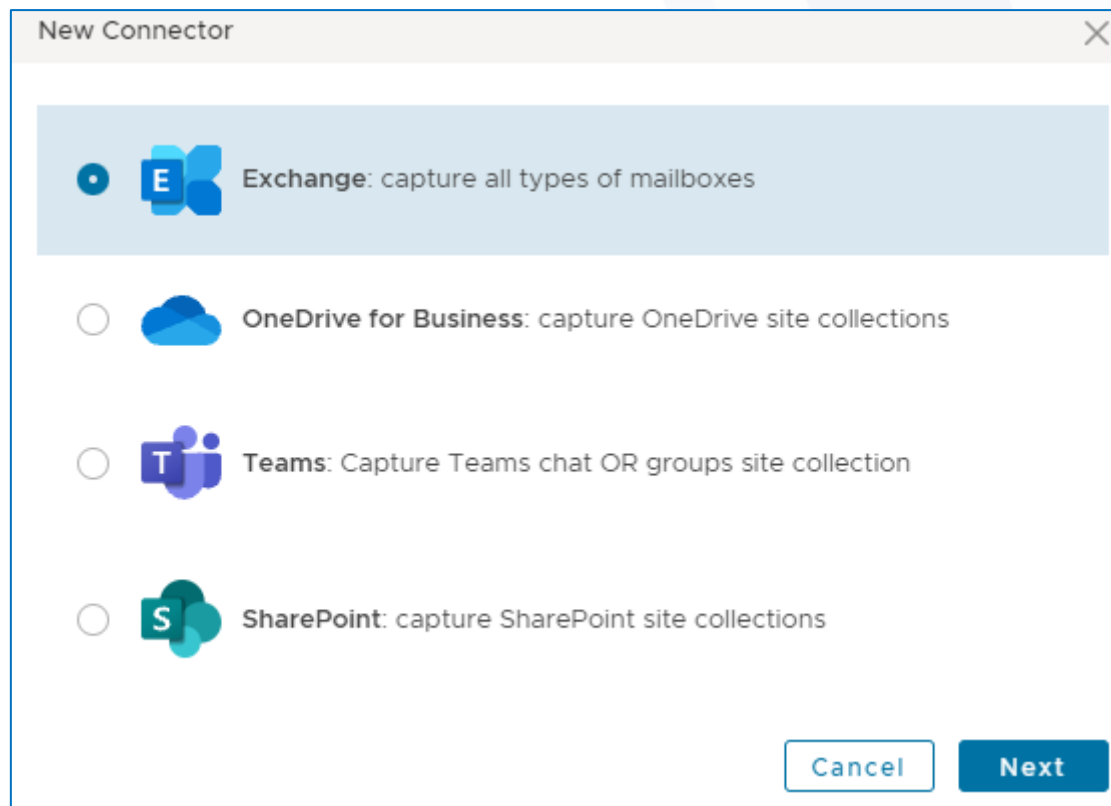 New Connector
E
Exchange: capture all types of mailboxes
OneDrive for Business: capture OneDrive site collections
T
Teams: Capture Teams chat OR groups site collection
S
SharePoint: capture SharePoint site collections
Cancel
Next